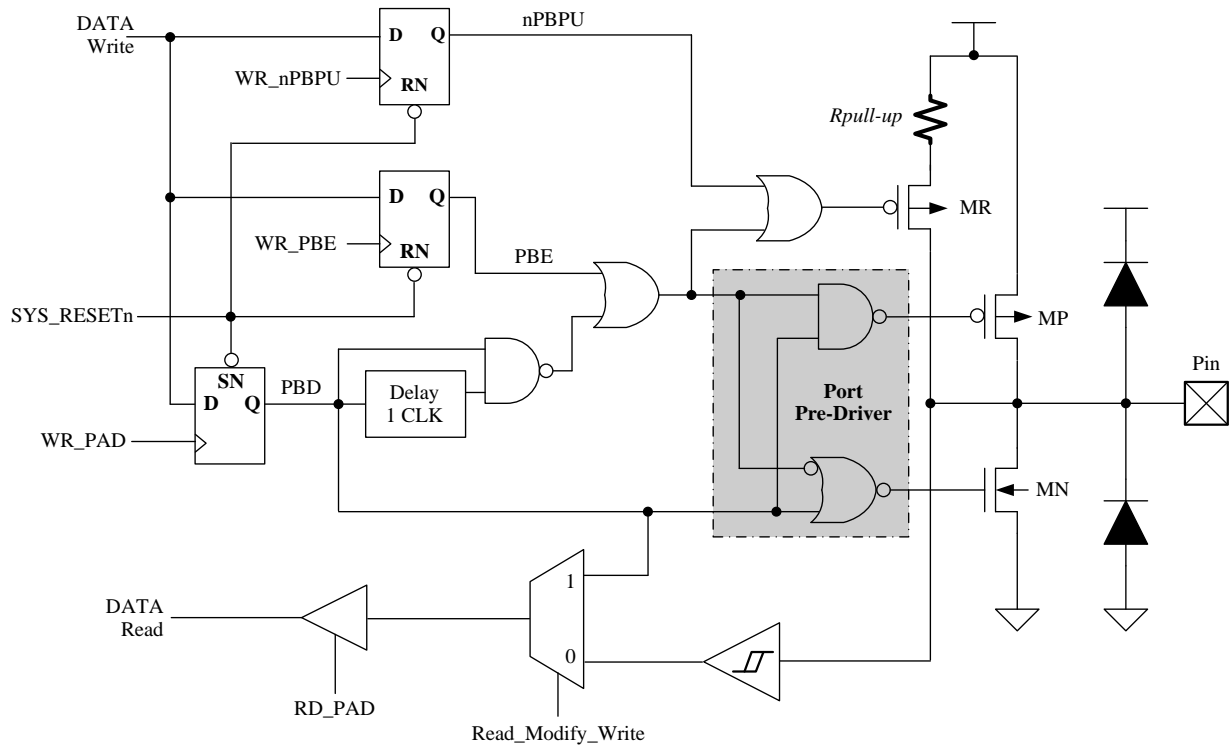 DATA
Write
nPBPU
D
Q
WR_nPBPU
RN
Rpull-up
D
Q
MR
WR_PBE
RN
PBE
SYS_RESETn
MP
SN
PBD
Pin
D
Q
Delay
1 CLK
Port
Pre-Driver
WR_PAD
MN
1
DATA
Read
0
RD_PAD
Read_Modify_Write